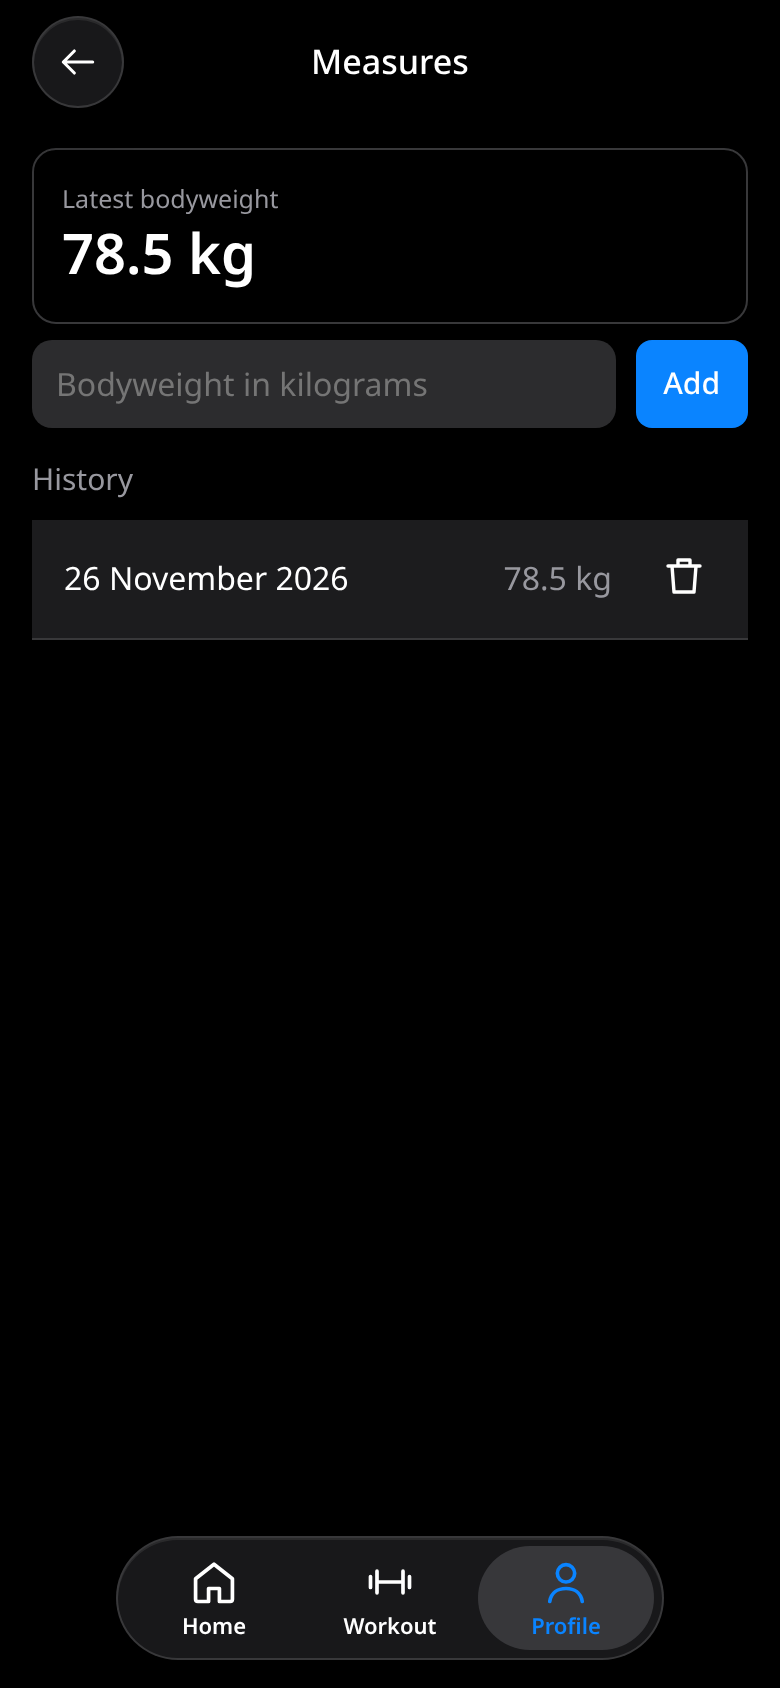 Measures
Latest bodyweight
78.5 kg
Bodyweight in kilograms
Add
History
26 November 2026 78.5 kg
Home Workout Profile